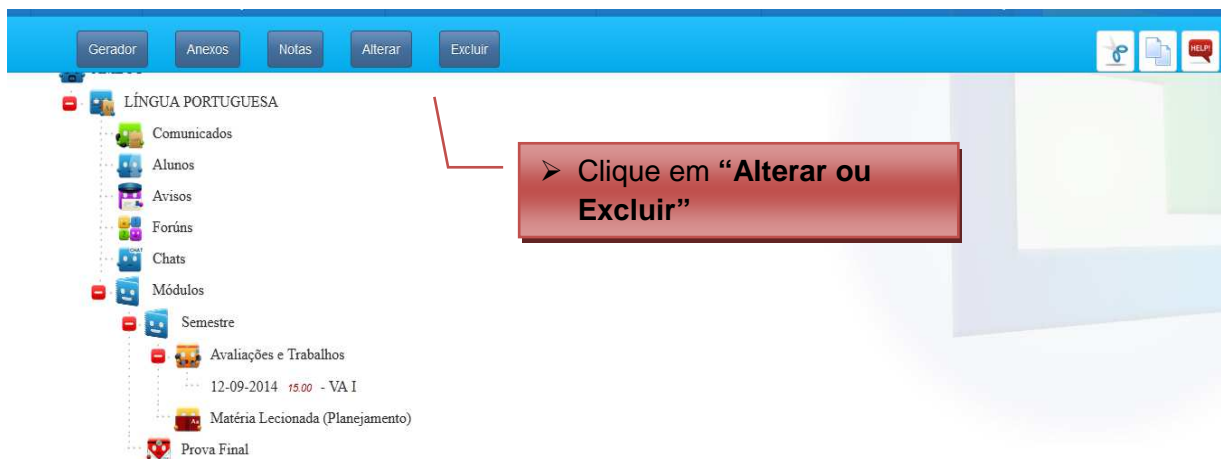 Gerador Anexos Notas Alterar Excluir
HELP!
LÍNGUA PORTUGUESA
Comunicados
Alunos
➢ Clique em “Alterar ou
Excluir”
Avisos
Forúns
CHAT
Chats
Módulos
Semestre
Avaliações e Trabalhos
12-09-2014 15.00 - VA I
Matéria Lecionada (Planejamento)
Prova Final